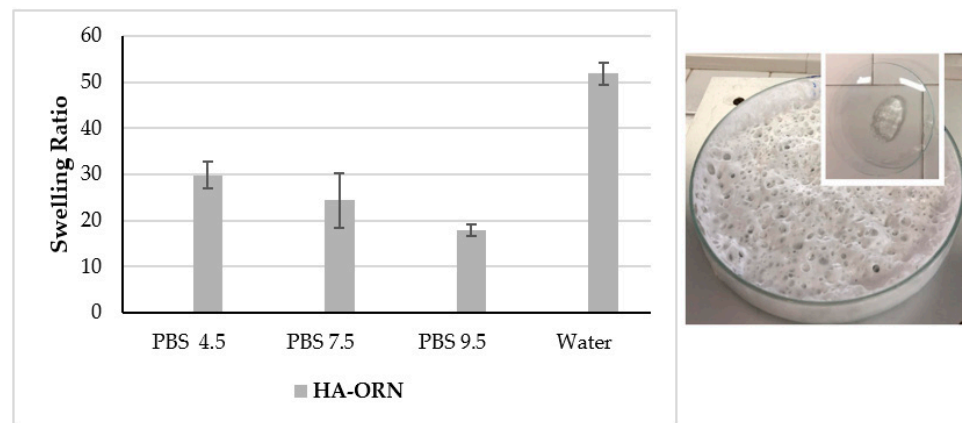 60
50
40
30
20
10
0
Swelling Ratio
PBS 4.5
PBS 7.5
PBS 9.5
Water
HA-ORN